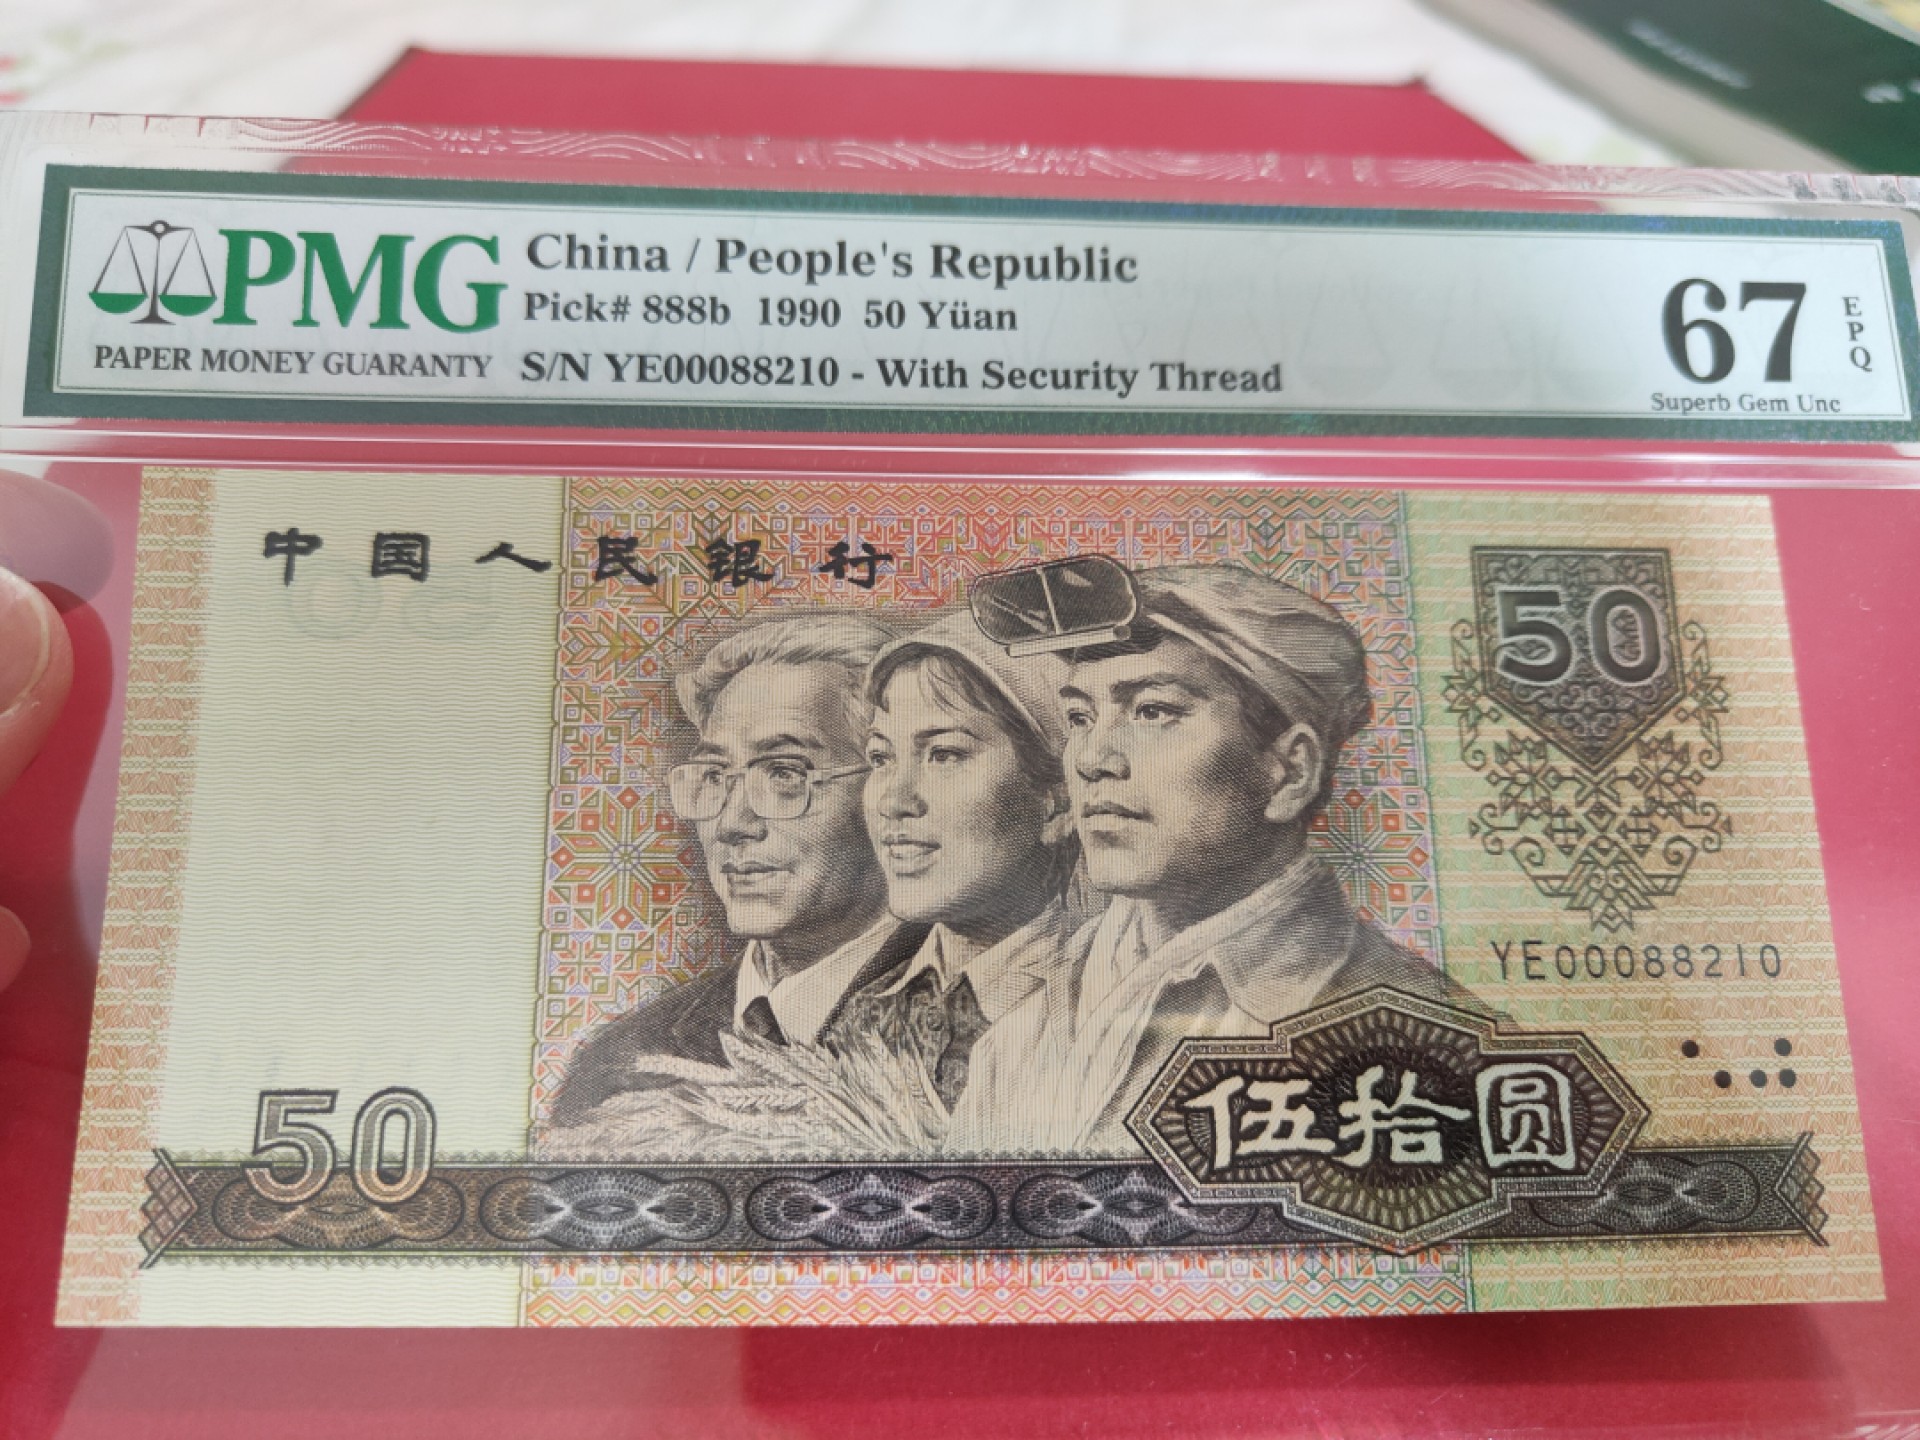 PMG
PAPER MONEY GUARANTY
China / People's Republic
Pick# 888b 1990 50 Yüan
S/N YE00088210 - With Security Thread
67
EPQ
Superb Gem Unc
中国人民银行
50
YE00088210
50
伍拾圆